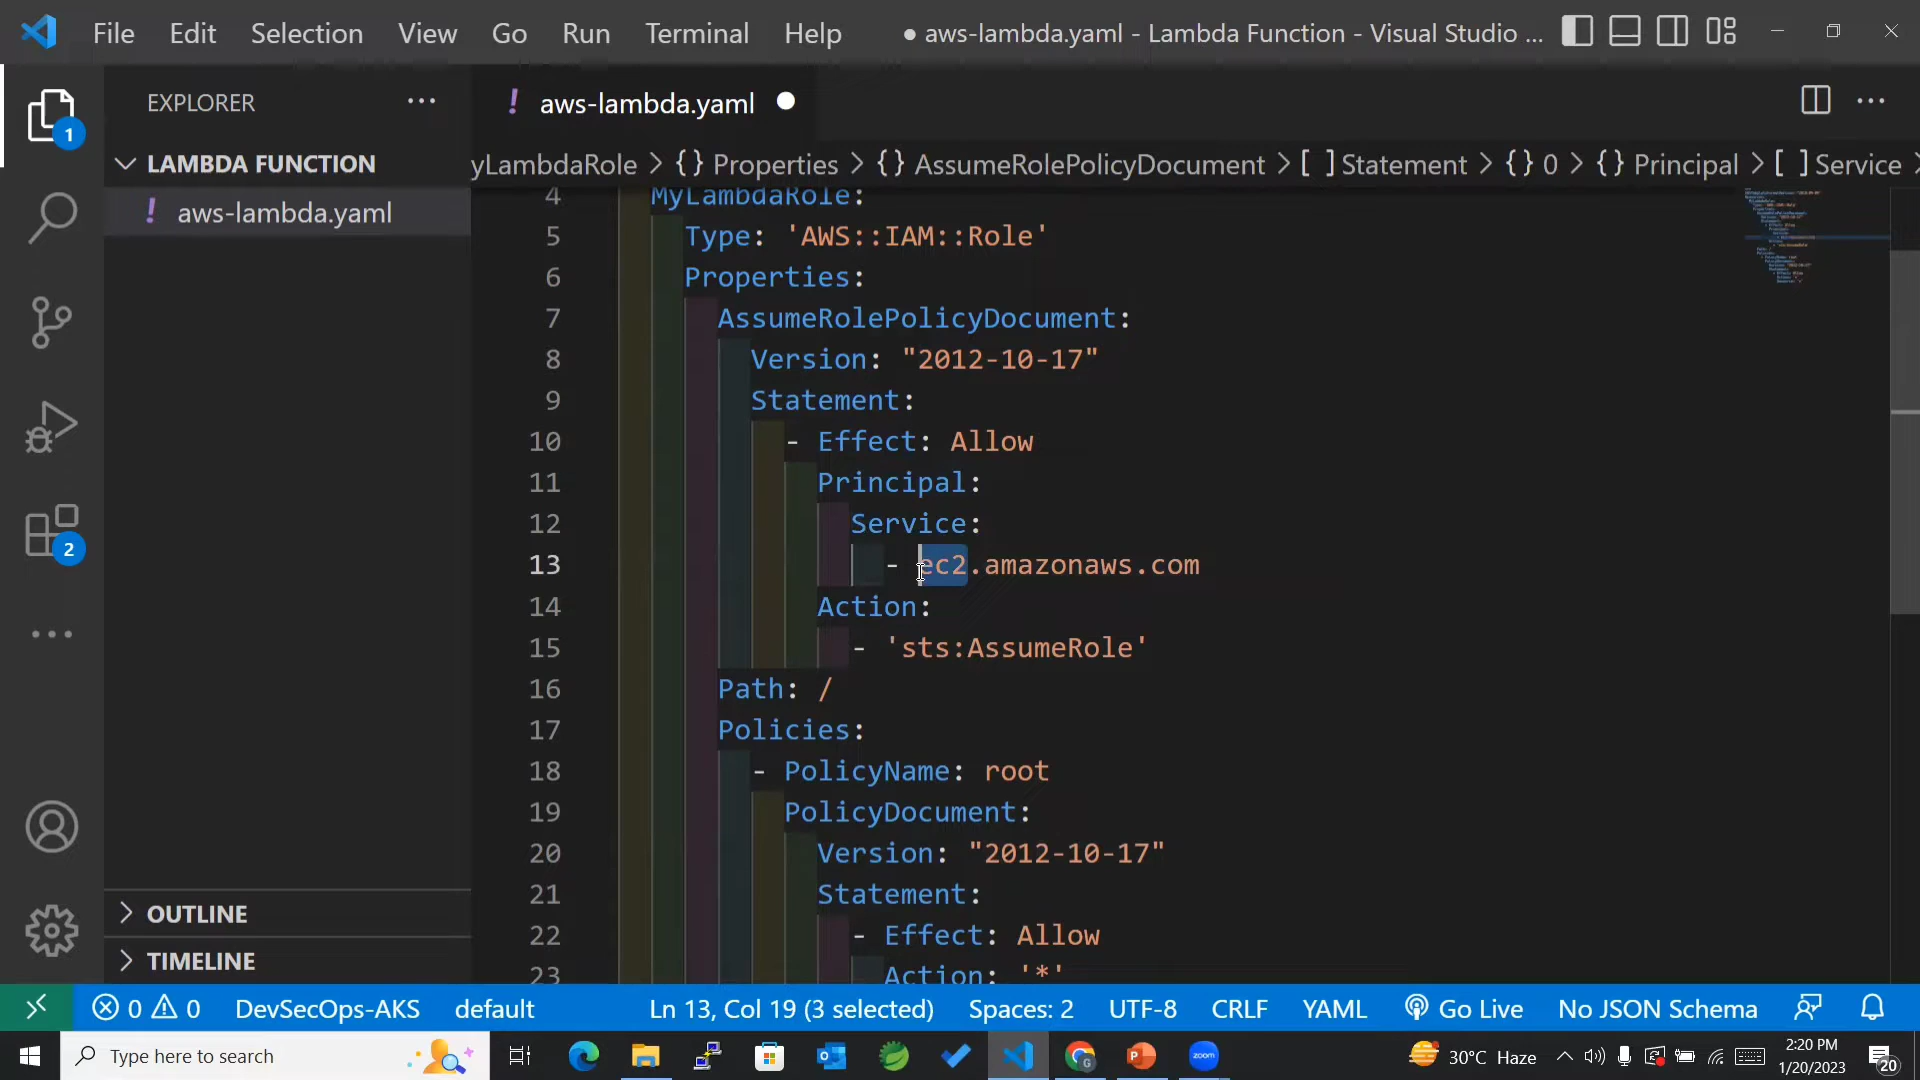 File Edit Selection View Go Run Terminal Help ● aws-lambda.yaml - Lambda Function - Visual Studio ...
EXPLORER ...
! aws-lambda.yaml ●
LAMBDA FUNCTION
yLambdaRole > {} Properties > {} AssumeRolePolicyDocument > [ ] Statement > {} 0 > {} Principal > [ ] Service >
! aws-lambda.yaml
4 MyLambdaRole:
5 Type: 'AWS::IAM::Role'
6 Properties:
7 AssumeRolePolicyDocument:
8 Version: "2012-10-17"
9 Statement:
10 - Effect: Allow
11 Principal:
12 Service:
13 - ec2.amazonaws.com
14 Action:
15 - 'sts:AssumeRole'
16 Path: /
17 Policies:
18 - PolicyName: root
19 PolicyDocument:
20 Version: "2012-10-17"
21 Statement:
22 - Effect: Allow
23 Action: '*'
1
2
OUTLINE
TIMELINE
0 0 DevSecOps-AKS default Ln 13, Col 19 (3 selected) Spaces: 2 UTF-8 CRLF YAML Go Live No JSON Schema
Type here to search zoom 30°C Haze 2:20 PM
1/20/2023
20